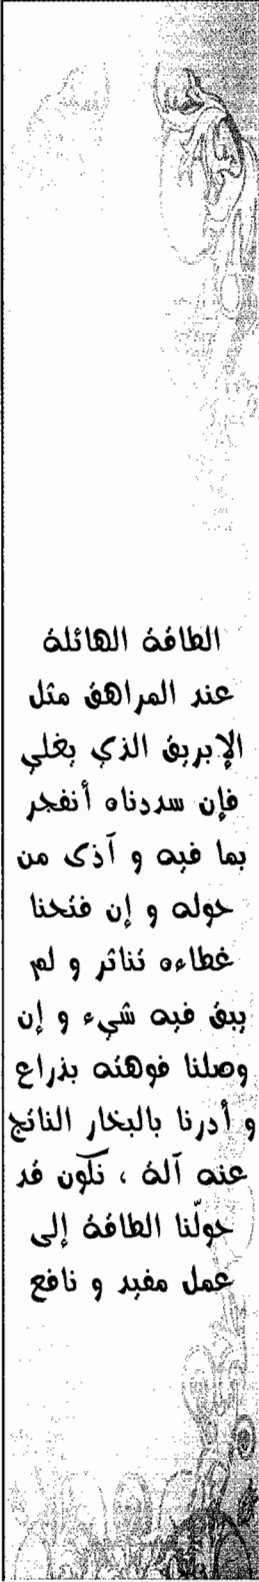 الطاقة الهائلة
عند المراهق مثل
الإبريق الذي يغلي
فإن سددناه أنفجر
بما فيه و آذى من
حوله و إن فتحنا
غطاءه تناثر و لم
يبق فيه شيء و إن
وصلنا فوهته بذراع
و أدرنا بالبخار الناتج
عنه آلة ، نكون قد
حوّلنا الطاقة إلى
عمل مفيد و نافع